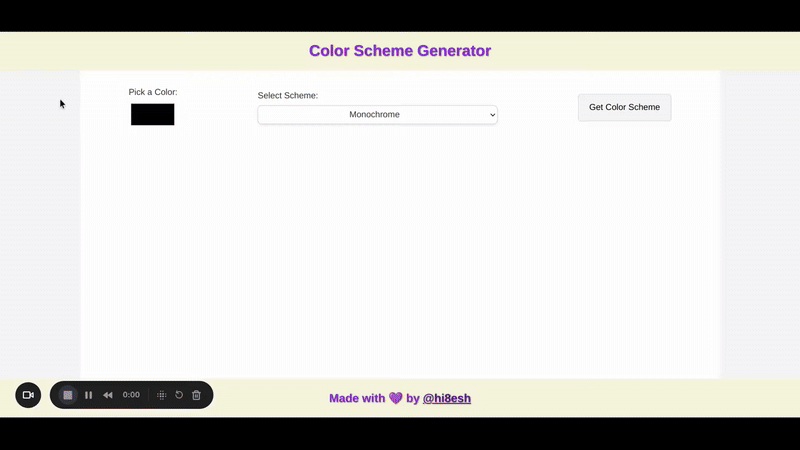 Color Scheme Generator
Pick a Color:
Select Scheme:
Monochrome
Get Color Scheme
0:00
Made with 💜 by @hi8esh